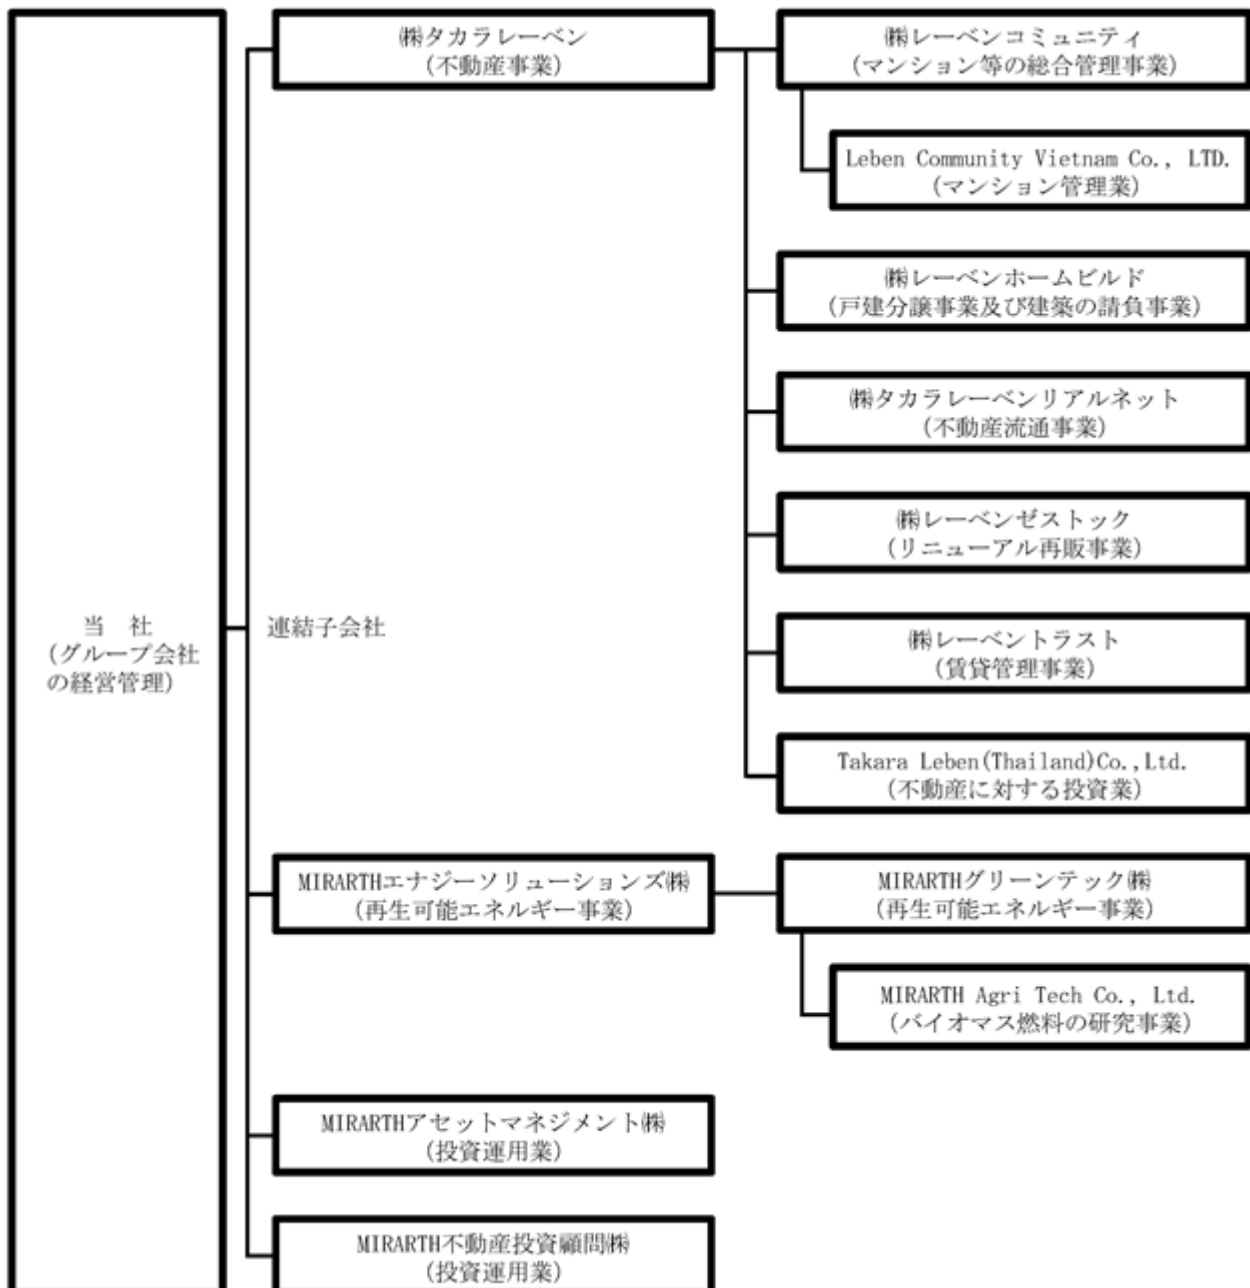 当　社
(グループ会社
の経営管理)
連結子会社
㈱タカラレーベン
(不動産事業)
㈱レーベンコミュニティ
(マンション等の総合管理事業)
Leben Community Vietnam Co., LTD.
(マンション管理業)
㈱レーベンホームビルド
(戸建分譲事業及び建築の請負事業)
㈱タカラレーベンリアルネット
(不動産流通事業)
㈱レーベンゼストック
(リニューアル再販事業)
㈱レーベントラスト
(賃貸管理事業)
Takara Leben(Thailand)Co.,Ltd.
(不動産に対する投資業)
MIRARTHエナジーソリューションズ㈱
(再生可能エネルギー事業)
MIRARTHグリーンテック㈱
(再生可能エネルギー事業)
MIRARTH Agri Tech Co., Ltd.
(バイオマス燃料の研究事業)
MIRARTHアセットマネジメント㈱
(投資運用業)
MIRARTH不動産投資顧問㈱
(投資運用業)